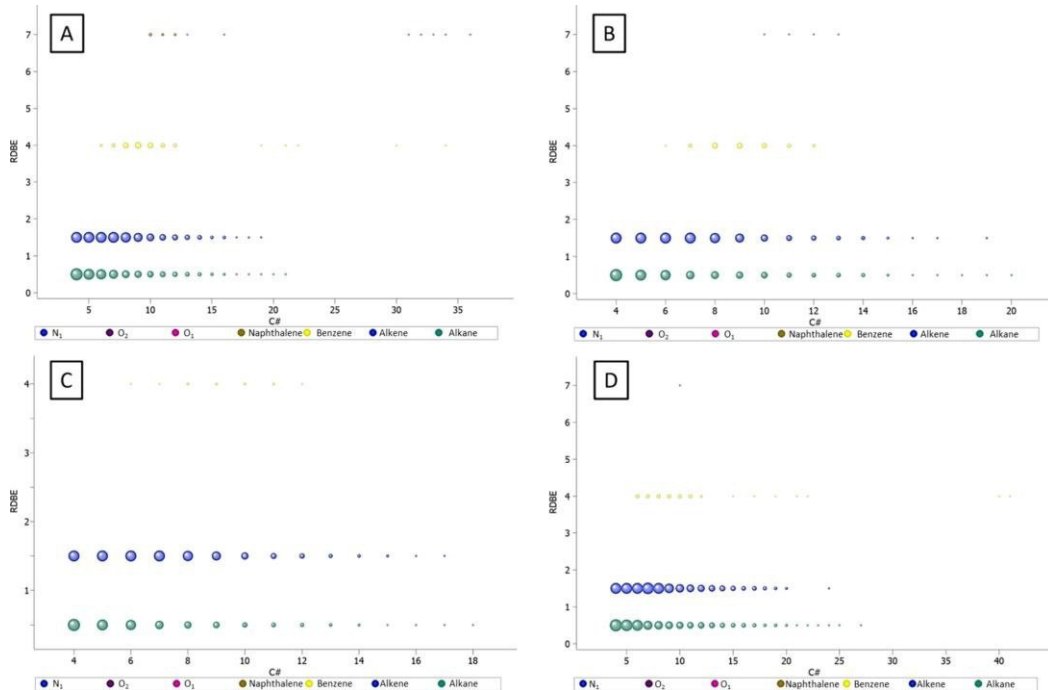 A
7
6
5
4
3
2
1
0
RDBE
5 10 15 20 25 30 35
C#
N₁ O₂ O₁ Naphthalene Benzene Alkene Alkane
B
7
6
5
4
3
2
1
0
RDBE
4 6 8 10 12 14 16 18 20
C#
N₁ O₂ O₁ Naphthalene Benzene Alkene Alkane
C
4
3
2
1
RDBE
4 6 8 10 12 14 16 18
C#
N₁ O₂ O₁ Naphthalene Benzene Alkene Alkane
D
7
6
5
4
3
2
1
0
RDBE
5 10 15 20 25 30 35 40
C#
N₁ O₂ O₁ Naphthalene Benzene Alkene Alkane